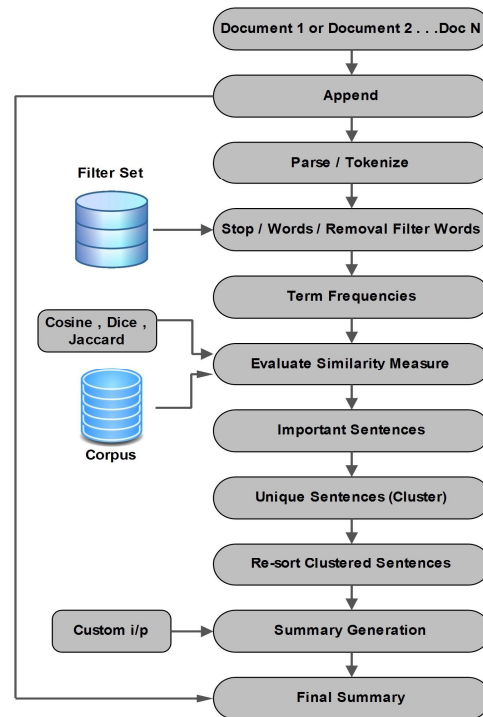 Document 1 or Document 2 . . .Doc N
Append
Parse / Tokenize
Filter Set
Stop / Words / Removal Filter Words
Term Frequencies
Cosine , Dice ,
Jaccard
Evaluate Similarity Measure
Corpus
Important Sentences
Unique Sentences (Cluster)
Re-sort Clustered Sentences
Custom i/p
Summary Generation
Final Summary